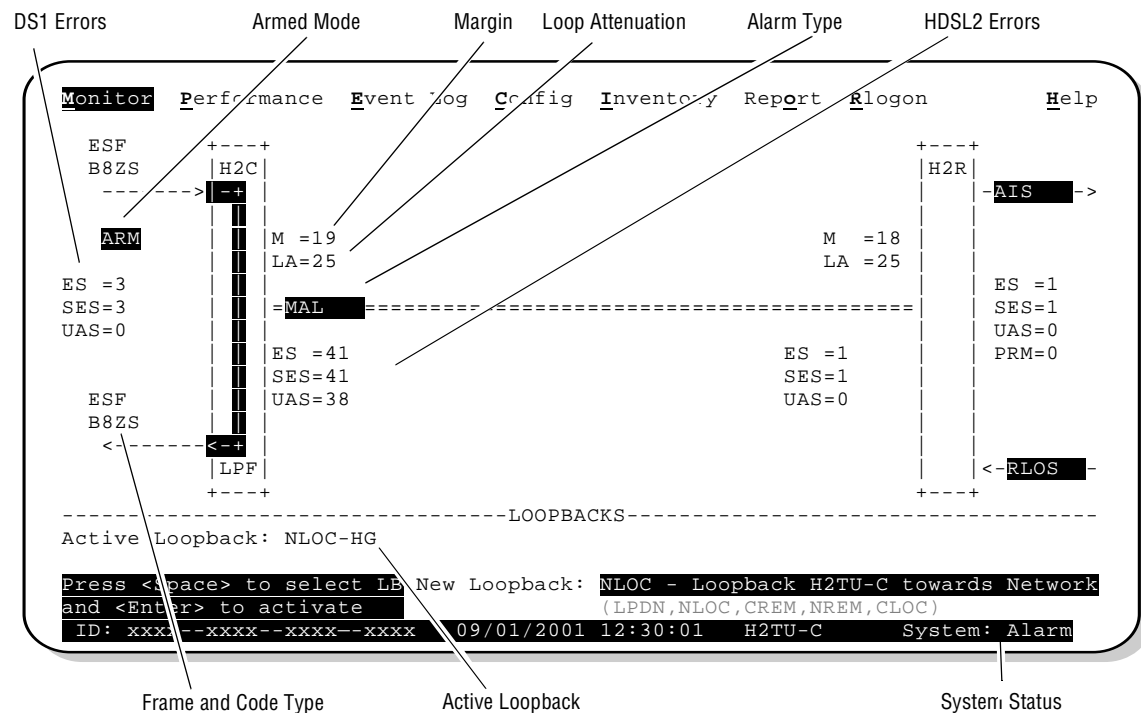 DS1 Errors Armed Mode Margin Loop Attenuation Alarm Type HDSL2 Errors
Monitor Performance Event Log Config Inventory Report Rlogon Help
ESF +---+ +---+
B8ZS |H2C| |H2R|
--- ---> -+ -AIS ->
ARM M =19 M =18
LA=25 LA =25
ES =3 ES =1
SES=3 =MAL ======================================== SES=1
UAS=0 UAS=0
ES =41 ES =1 PRM=0
SES=41 SES=1
ESF UAS=38 UAS=0
B8ZS
<------- <-+
|LPF| <-RLOS -
+---+ +---+
--------------------------------LOOPBACKS-----------------------------------
Active Loopback: NLOC-HG
Press <Space> to select LB New Loopback: NLOC - Loopback H2TU-C towards Network
and <Enter> to activate (LPDN,NLOC,CREM,NREM,CLOC)
ID: xxxx--xxxx--xxxx--xxxx 09/01/2001 12:30:01 H2TU-C System: Alarm
Frame and Code Type Active Loopback System Status